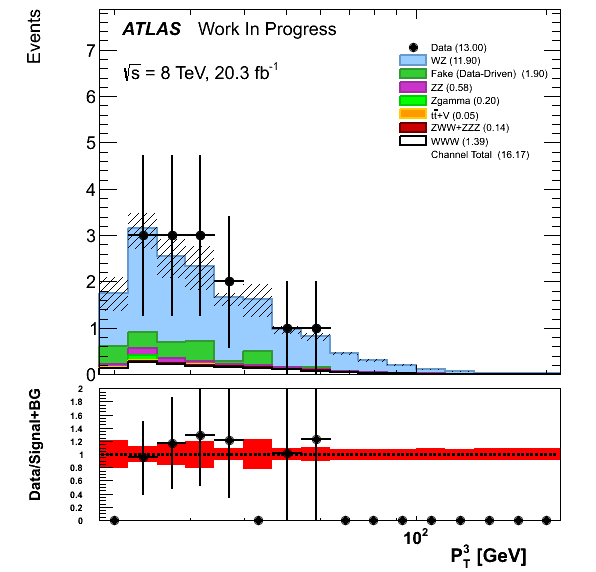 Events
ATLAS Work In Progress
√s = 8 TeV, 20.3 fb⁻¹
Data (13.00)
WZ (11.90)
Fake (Data-Driven) (1.90)
ZZ (0.58)
Zgamma (0.20)
tt̄+V (0.05)
ZWW+ZZZ (0.14)
WWW (1.39)
Channel Total (16.17)
7
6
5
4
3
2
1
0
Data/Signal+BG
2
1.8
1.6
1.4
1.2
1
0.8
0.6
0.4
0.2
0
10²
P_T^3 [GeV]